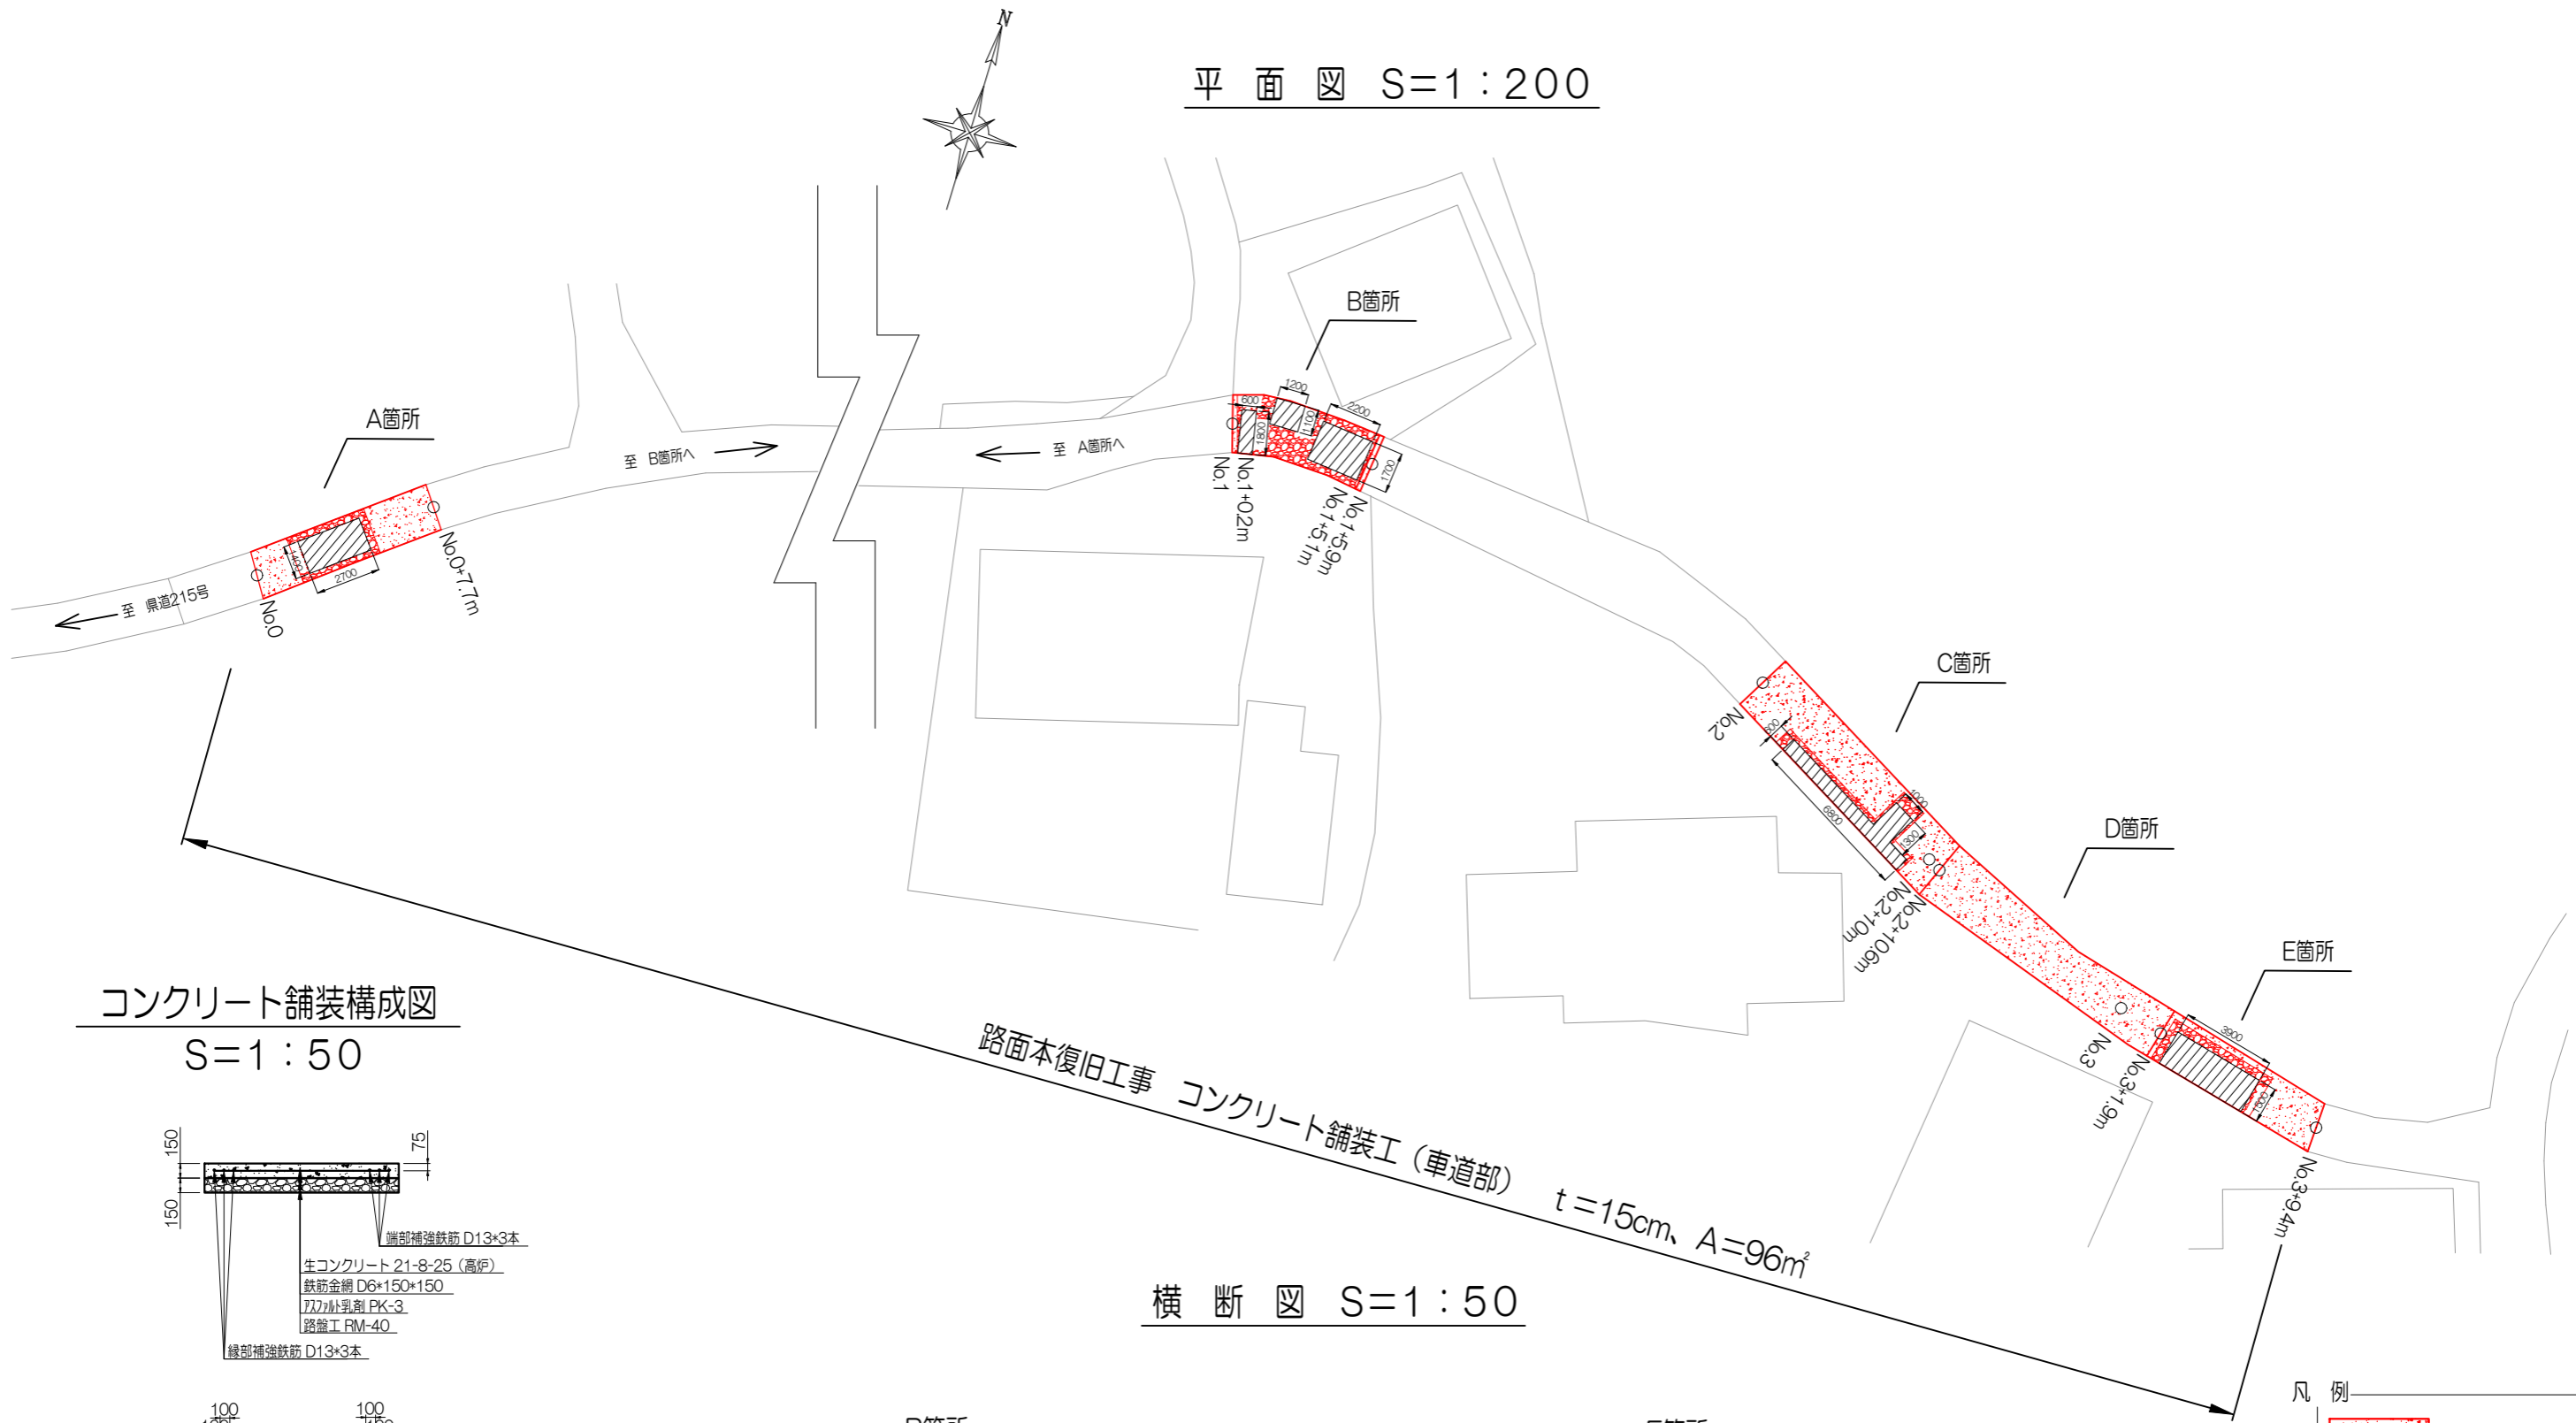 N
平 面 図 S=1:200
A箇所
至 B箇所へ
至 A箇所へ
至 県道215号
No.0
No.0+7.7m
1400
2700
B箇所
600
1200
1800
1100
2200
1700
No.1
No.1+0.2m
No.1+5.1m
No.1+5.9m
C箇所
No.2
600
6800
1000
1300
No.2+10m
No.2+10.6m
D箇所
No.3
No.3+1.9m
E箇所
3900
1500
No.3+9.4m
路面本復旧工事 コンクリート舗装工(車道部) t=15cm、A=96㎡
コンクリート舗装構成図
S=1:50
150
150
75
端部補強鉄筋 D13*3本
生コンクリート 21-8-25(高炉)
鉄筋金網 D6*150*150
アスファルト乳剤 PK-3
路盤工 RM-40
縁部補強鉄筋 D13*3本
100
100
横 断 図 S=1:50
凡 例